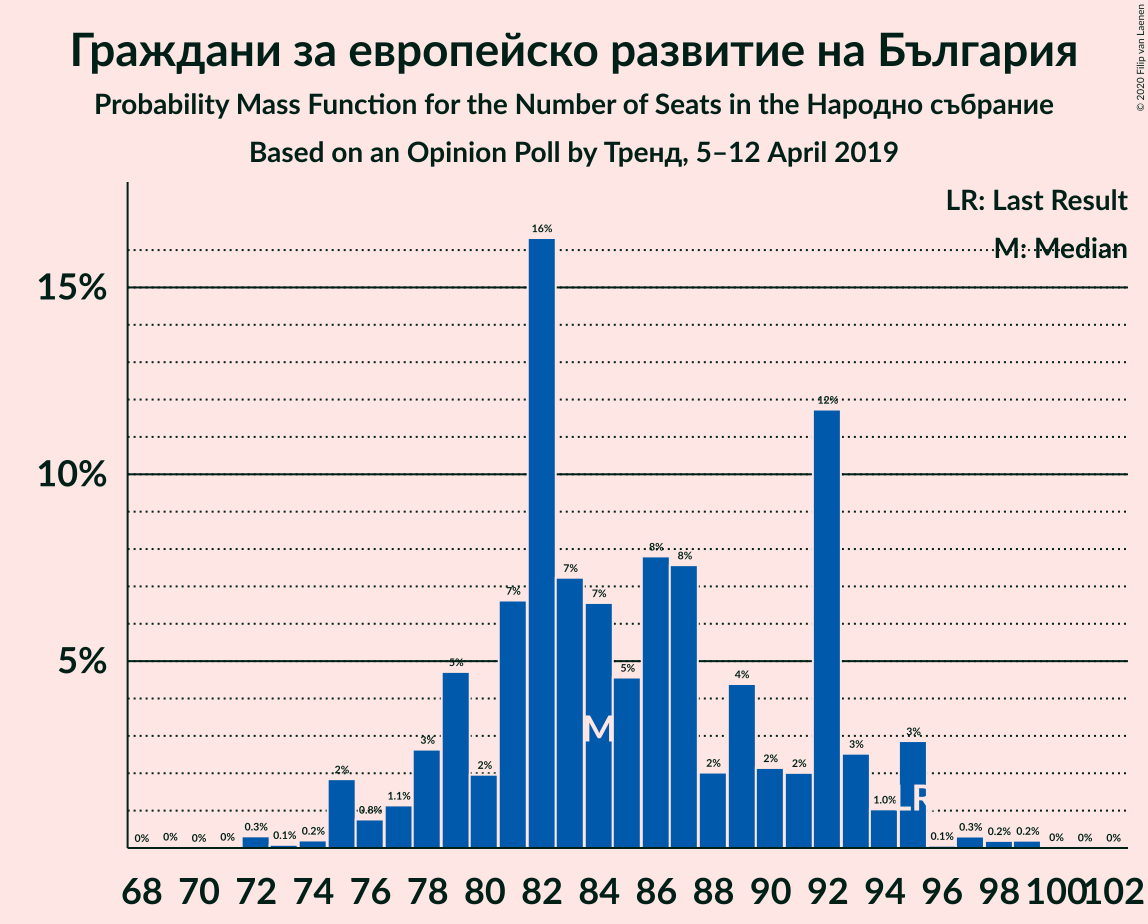 Граждани за европейско развитие на България
Probability Mass Function for the Number of Seats in the Народно събрание
Based on an Opinion Poll by Тренд, 5–12 April 2019
© 2020 Filip van Laenen
LR: Last Result
M: Median
15%
10%
5%
0% 0% 0% 0% 0.3% 0.1% 0.2% 2% 0.8% 1.1% 3% 5% 2% 7% 16% 7% 7% 5% 8% 8% 2% 4% 2% 2% 12% 3% 1.0% 3% 0.1% 0.3% 0.2% 0.2% 0% 0% 0%
M
LR
68 70 72 74 76 78 80 82 84 86 88 90 92 94 96 98 100 102